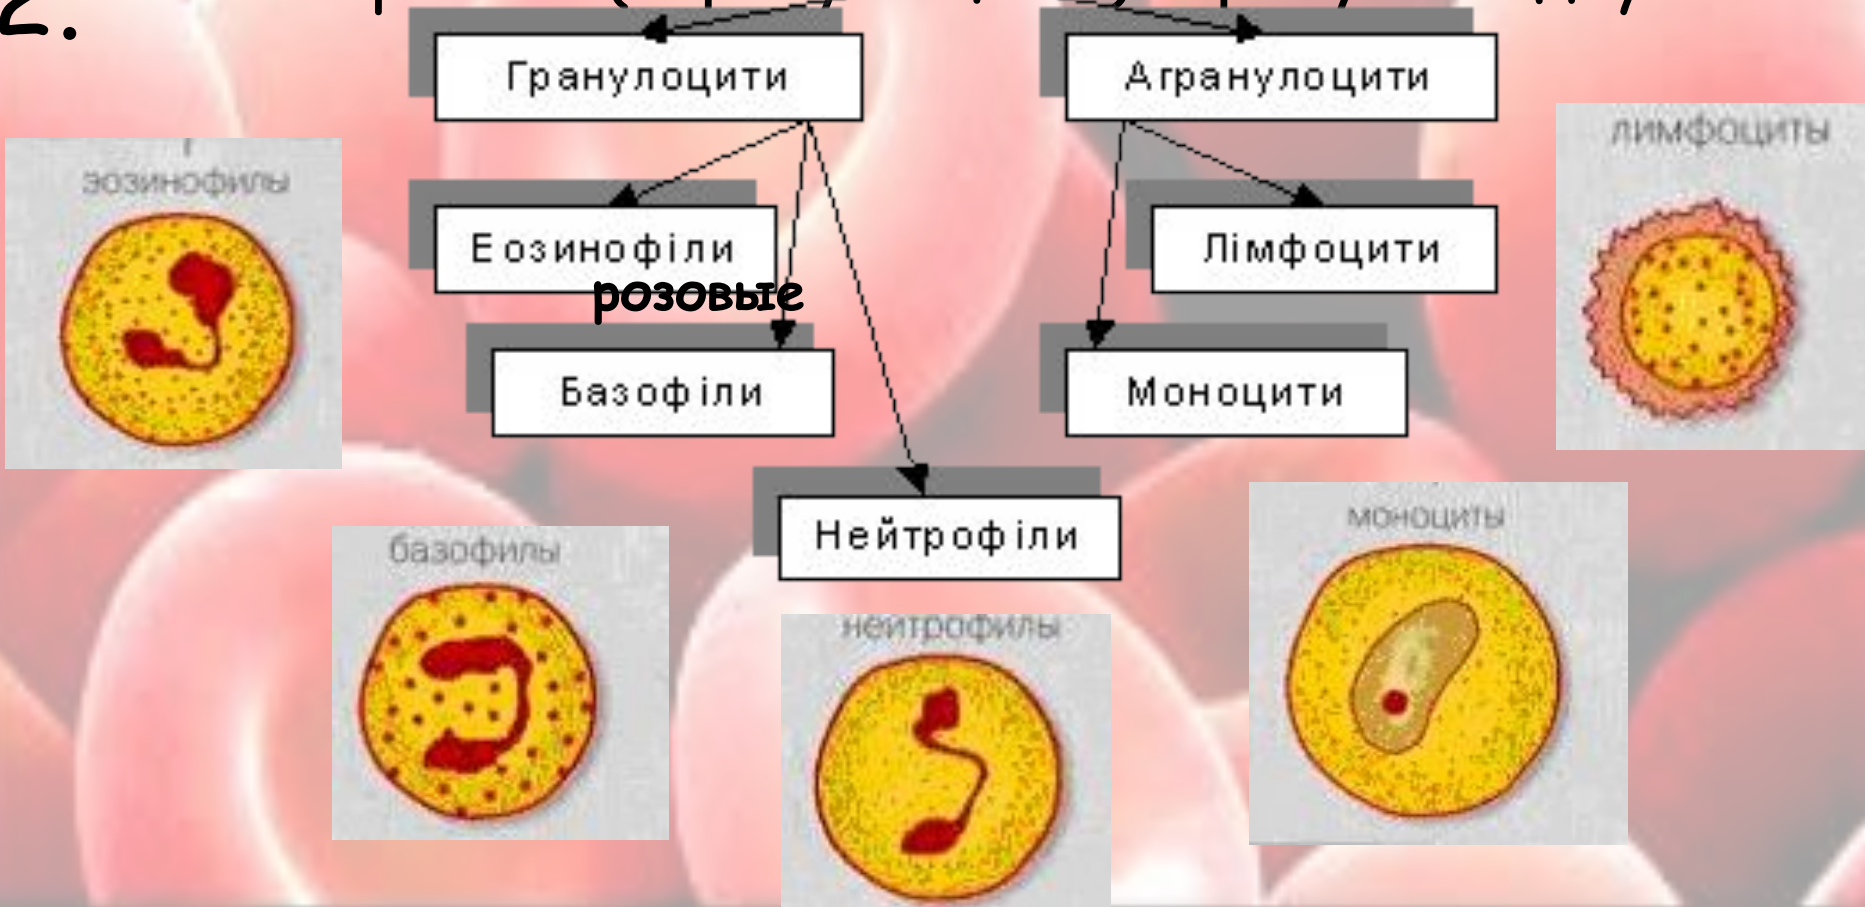 2.
Гранулоцити
Агранулоцити
лимфоциты
эозинофилы
Еозинофіли
Лімфоцити
розовые
Базофіли
Моноцити
Нейтрофіли
моноциты
базофилы
нейтрофилы